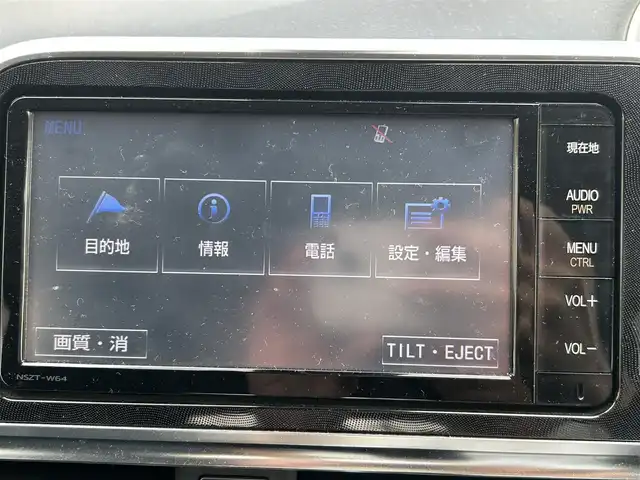 MENU
目的地
情報
電話
設定・編集
画質・消
TILT・EJECT
NSZT-W64
現在地
AUDIO
PWR
MENU
CTRL
VOL+
VOL-